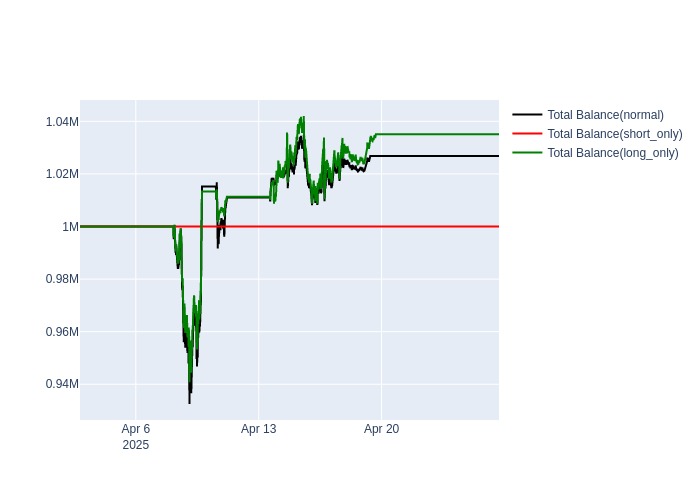 1.04M
1.02M
1M
0.98M
0.96M
0.94M
Apr 6
2025
Apr 13
Apr 20
Total Balance(normal)
Total Balance(short_only)
Total Balance(long_only)